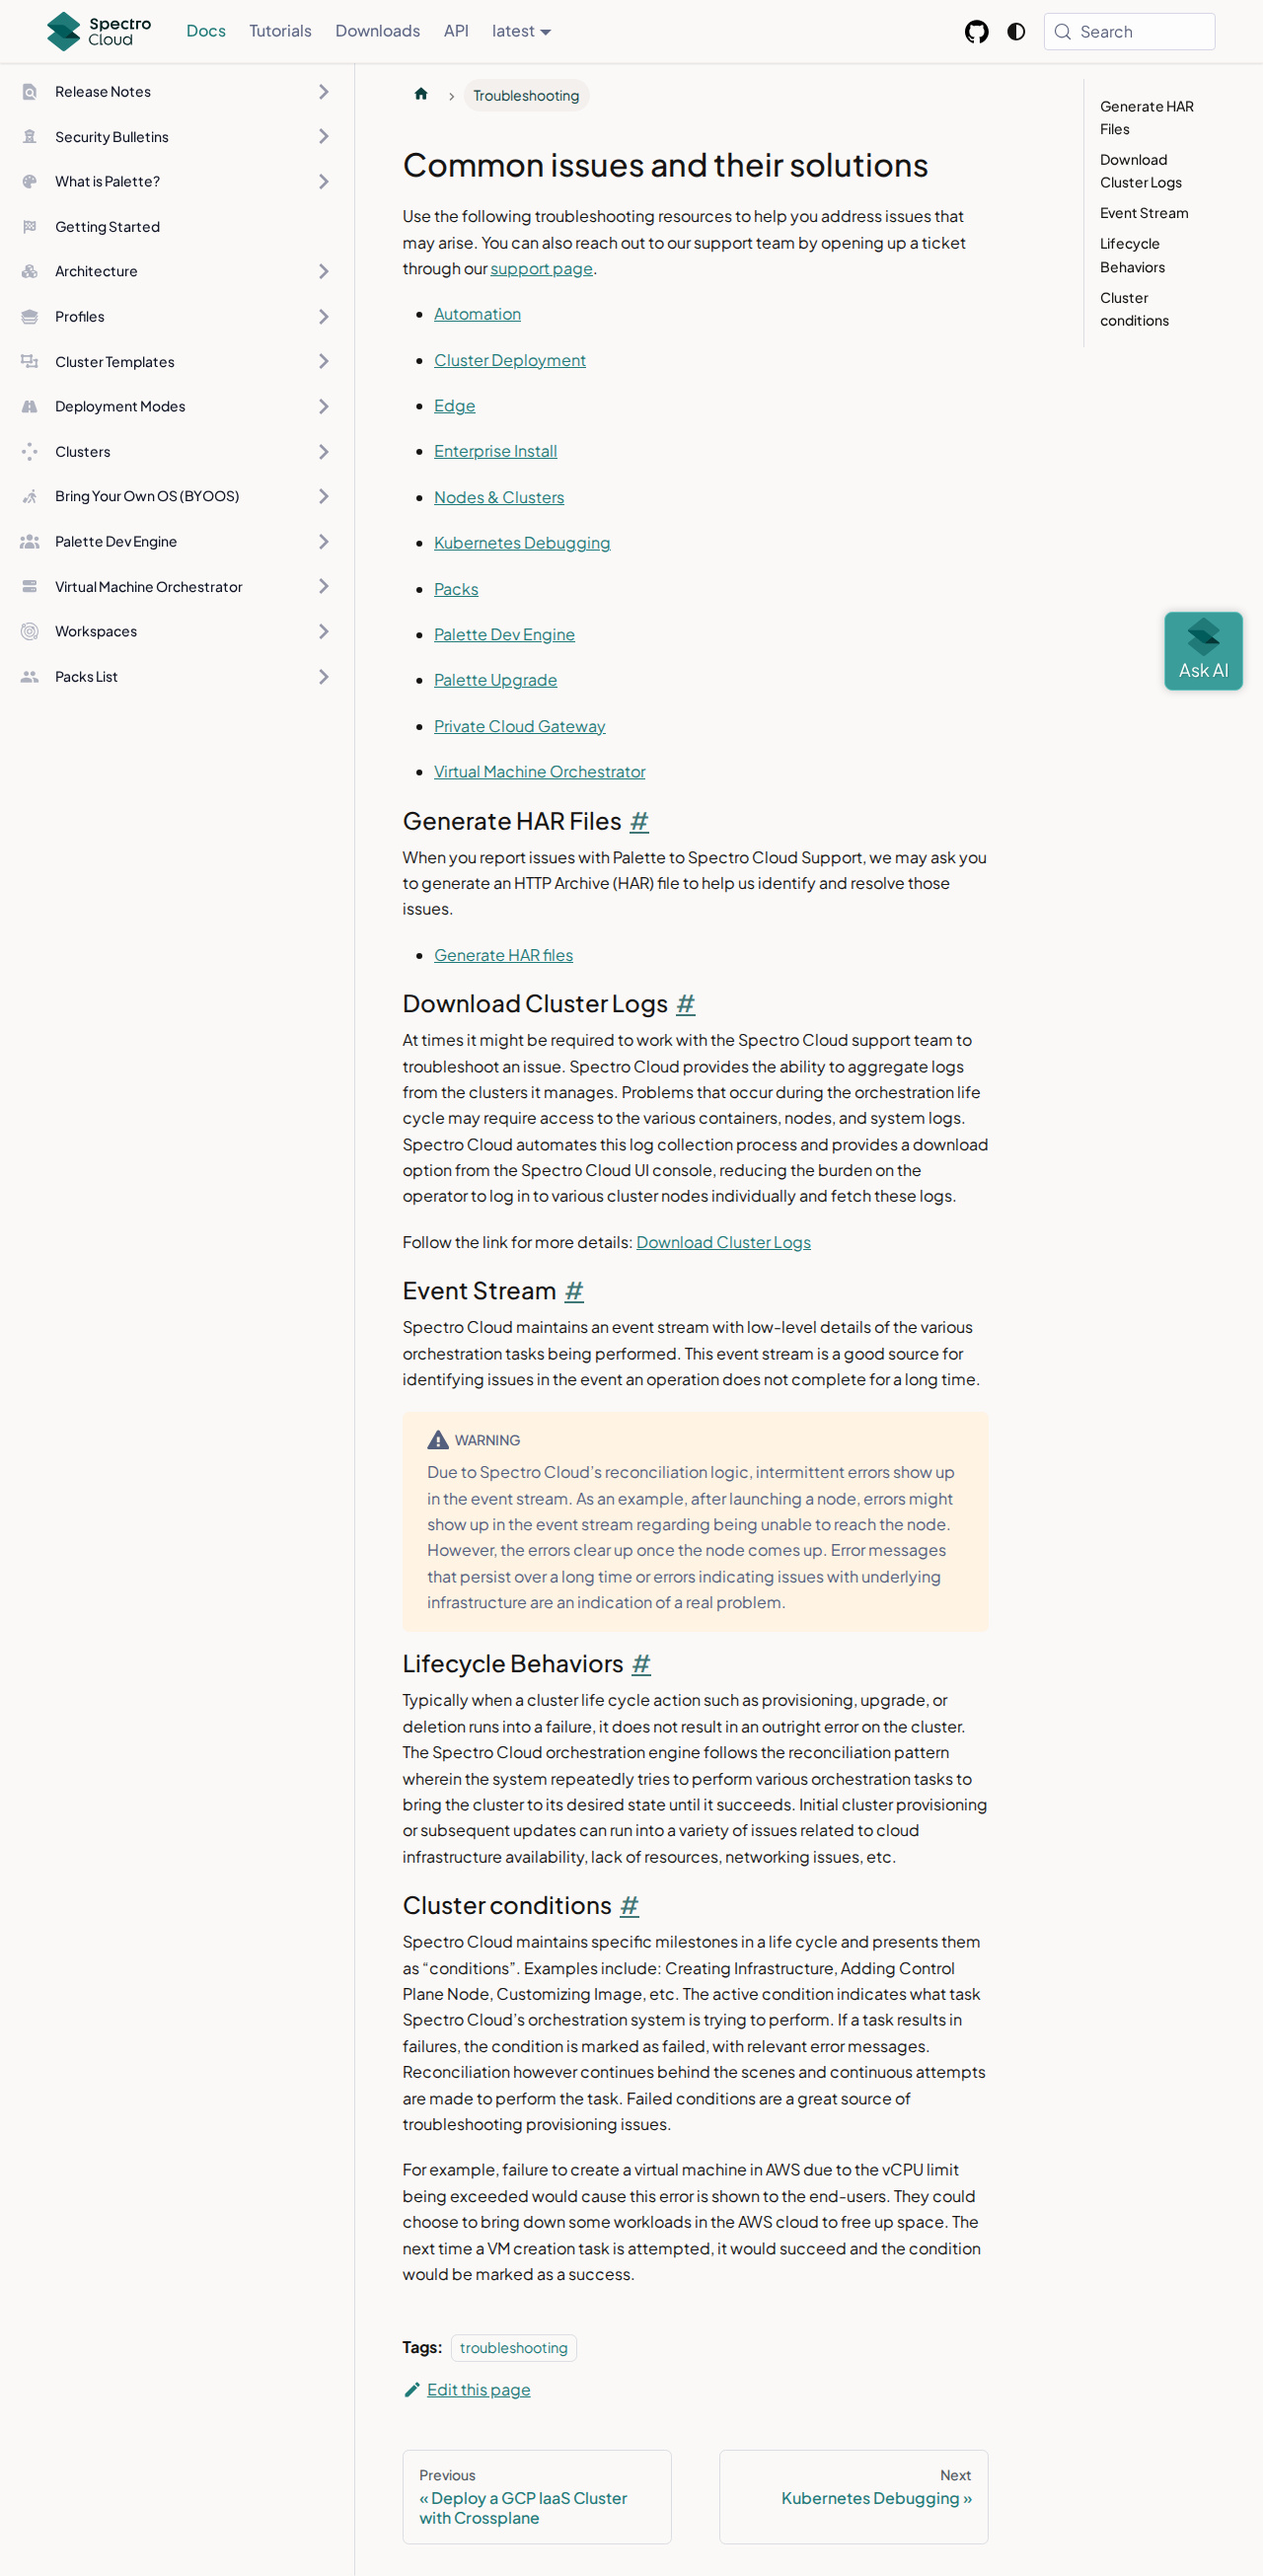 Spectro
Cloud
Docs
Tutorials
Downloads
API
latest
Search
Release Notes
Security Bulletins
What is Palette?
Getting Started
Architecture
Profiles
Cluster Templates
Deployment Modes
Clusters
Bring Your Own OS (BYOOS)
Palette Dev Engine
Virtual Machine Orchestrator
Workspaces
Packs List
Troubleshooting
Common issues and their solutions
Use the following troubleshooting resources to help you address issues that
may arise. You can also reach out to our support team by opening up a ticket
through our support page.
Automation
Cluster Deployment
Edge
Enterprise Install
Nodes & Clusters
Kubernetes Debugging
Packs
Palette Dev Engine
Palette Upgrade
Private Cloud Gateway
Virtual Machine Orchestrator
Generate HAR Files #
When you report issues with Palette to Spectro Cloud Support, we may ask you
to generate an HTTP Archive (HAR) file to help us identify and resolve those
issues.
Generate HAR files
Download Cluster Logs #
At times it might be required to work with the Spectro Cloud support team to
troubleshoot an issue. Spectro Cloud provides the ability to aggregate logs
from the clusters it manages. Problems that occur during the orchestration life
cycle may require access to the various containers, nodes, and system logs.
Spectro Cloud automates this log collection process and provides a download
option from the Spectro Cloud UI console, reducing the burden on the
operator to log in to various cluster nodes individually and fetch these logs.
Follow the link for more details: Download Cluster Logs
Event Stream #
Spectro Cloud maintains an event stream with low-level details of the various
orchestration tasks being performed. This event stream is a good source for
identifying issues in the event an operation does not complete for a long time.
WARNING
Due to Spectro Cloud’s reconciliation logic, intermittent errors show up
in the event stream. As an example, after launching a node, errors might
show up in the event stream regarding being unable to reach the node.
However, the errors clear up once the node comes up. Error messages
that persist over a long time or errors indicating issues with underlying
infrastructure are an indication of a real problem.
Lifecycle Behaviors #
Typically when a cluster life cycle action such as provisioning, upgrade, or
deletion runs into a failure, it does not result in an outright error on the cluster.
The Spectro Cloud orchestration engine follows the reconciliation pattern
wherein the system repeatedly tries to perform various orchestration tasks to
bring the cluster to its desired state until it succeeds. Initial cluster provisioning
or subsequent updates can run into a variety of issues related to cloud
infrastructure availability, lack of resources, networking issues, etc.
Cluster conditions #
Spectro Cloud maintains specific milestones in a life cycle and presents them
as “conditions”. Examples include: Creating Infrastructure, Adding Control
Plane Node, Customizing Image, etc. The active condition indicates what task
Spectro Cloud’s orchestration system is trying to perform. If a task results in
failures, the condition is marked as failed, with relevant error messages.
Reconciliation however continues behind the scenes and continuous attempts
are made to perform the task. Failed conditions are a great source of
troubleshooting provisioning issues.
For example, failure to create a virtual machine in AWS due to the vCPU limit
being exceeded would cause this error is shown to the end-users. They could
choose to bring down some workloads in the AWS cloud to free up space. The
next time a VM creation task is attempted, it would succeed and the condition
would be marked as a success.
Tags: troubleshooting
Edit this page
Previous
« Deploy a GCP IaaS Cluster
with Crossplane
Next
Kubernetes Debugging »
Generate HAR
Files
Download
Cluster Logs
Event Stream
Lifecycle
Behaviors
Cluster
conditions
Ask AI